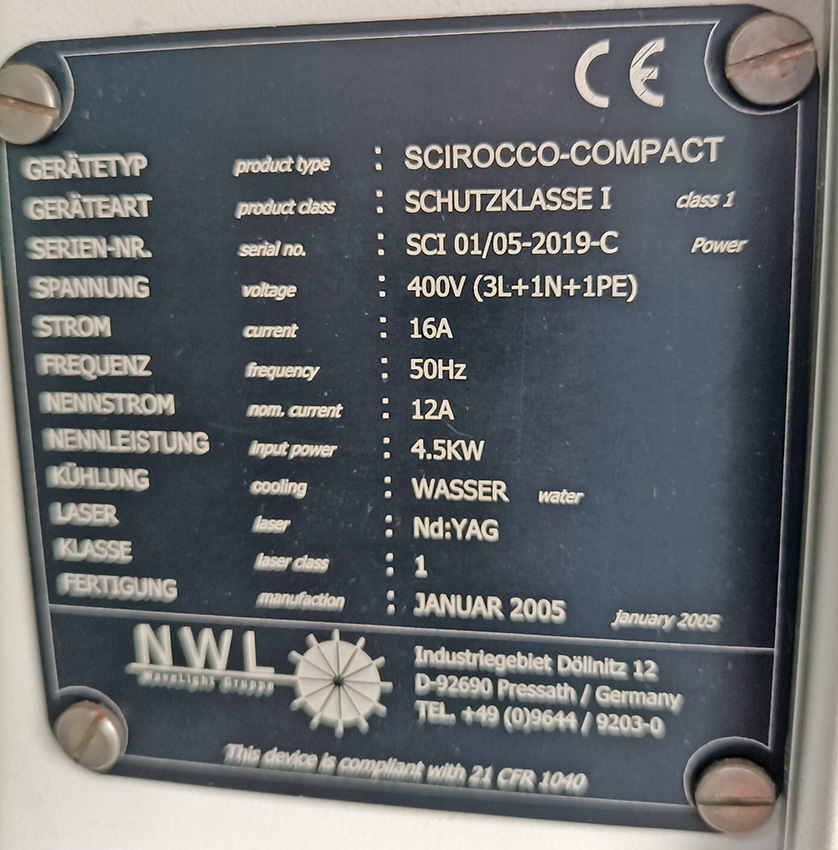 CE
GERÄTETYP product type : SCIROCCO-COMPACT
GERÄTEART product class : SCHUTZKLASSE I class 1
SERIEN-NR. serial no. : SCI 01/05-2019-C Power
SPANNUNG voltage : 400V (3L+1N+1PE)
STROM current : 16A
FREQUENZ frequency : 50Hz
NENNSTROM nom. current : 12A
NENNLEISTUNG input power : 4.5KW
KÜHLUNG cooling : WASSER water
LASER laser : Nd:YAG
KLASSE laser class : 1
FERTIGUNG manufaction : JANUAR 2005 january 2005
NWL
WaveLight Gruppe
Industriegebiet Döllnitz 12
D-92690 Pressath / Germany
TEL. +49 (0)9644 / 9203-0
This device is compliant with 21 CFR 1040